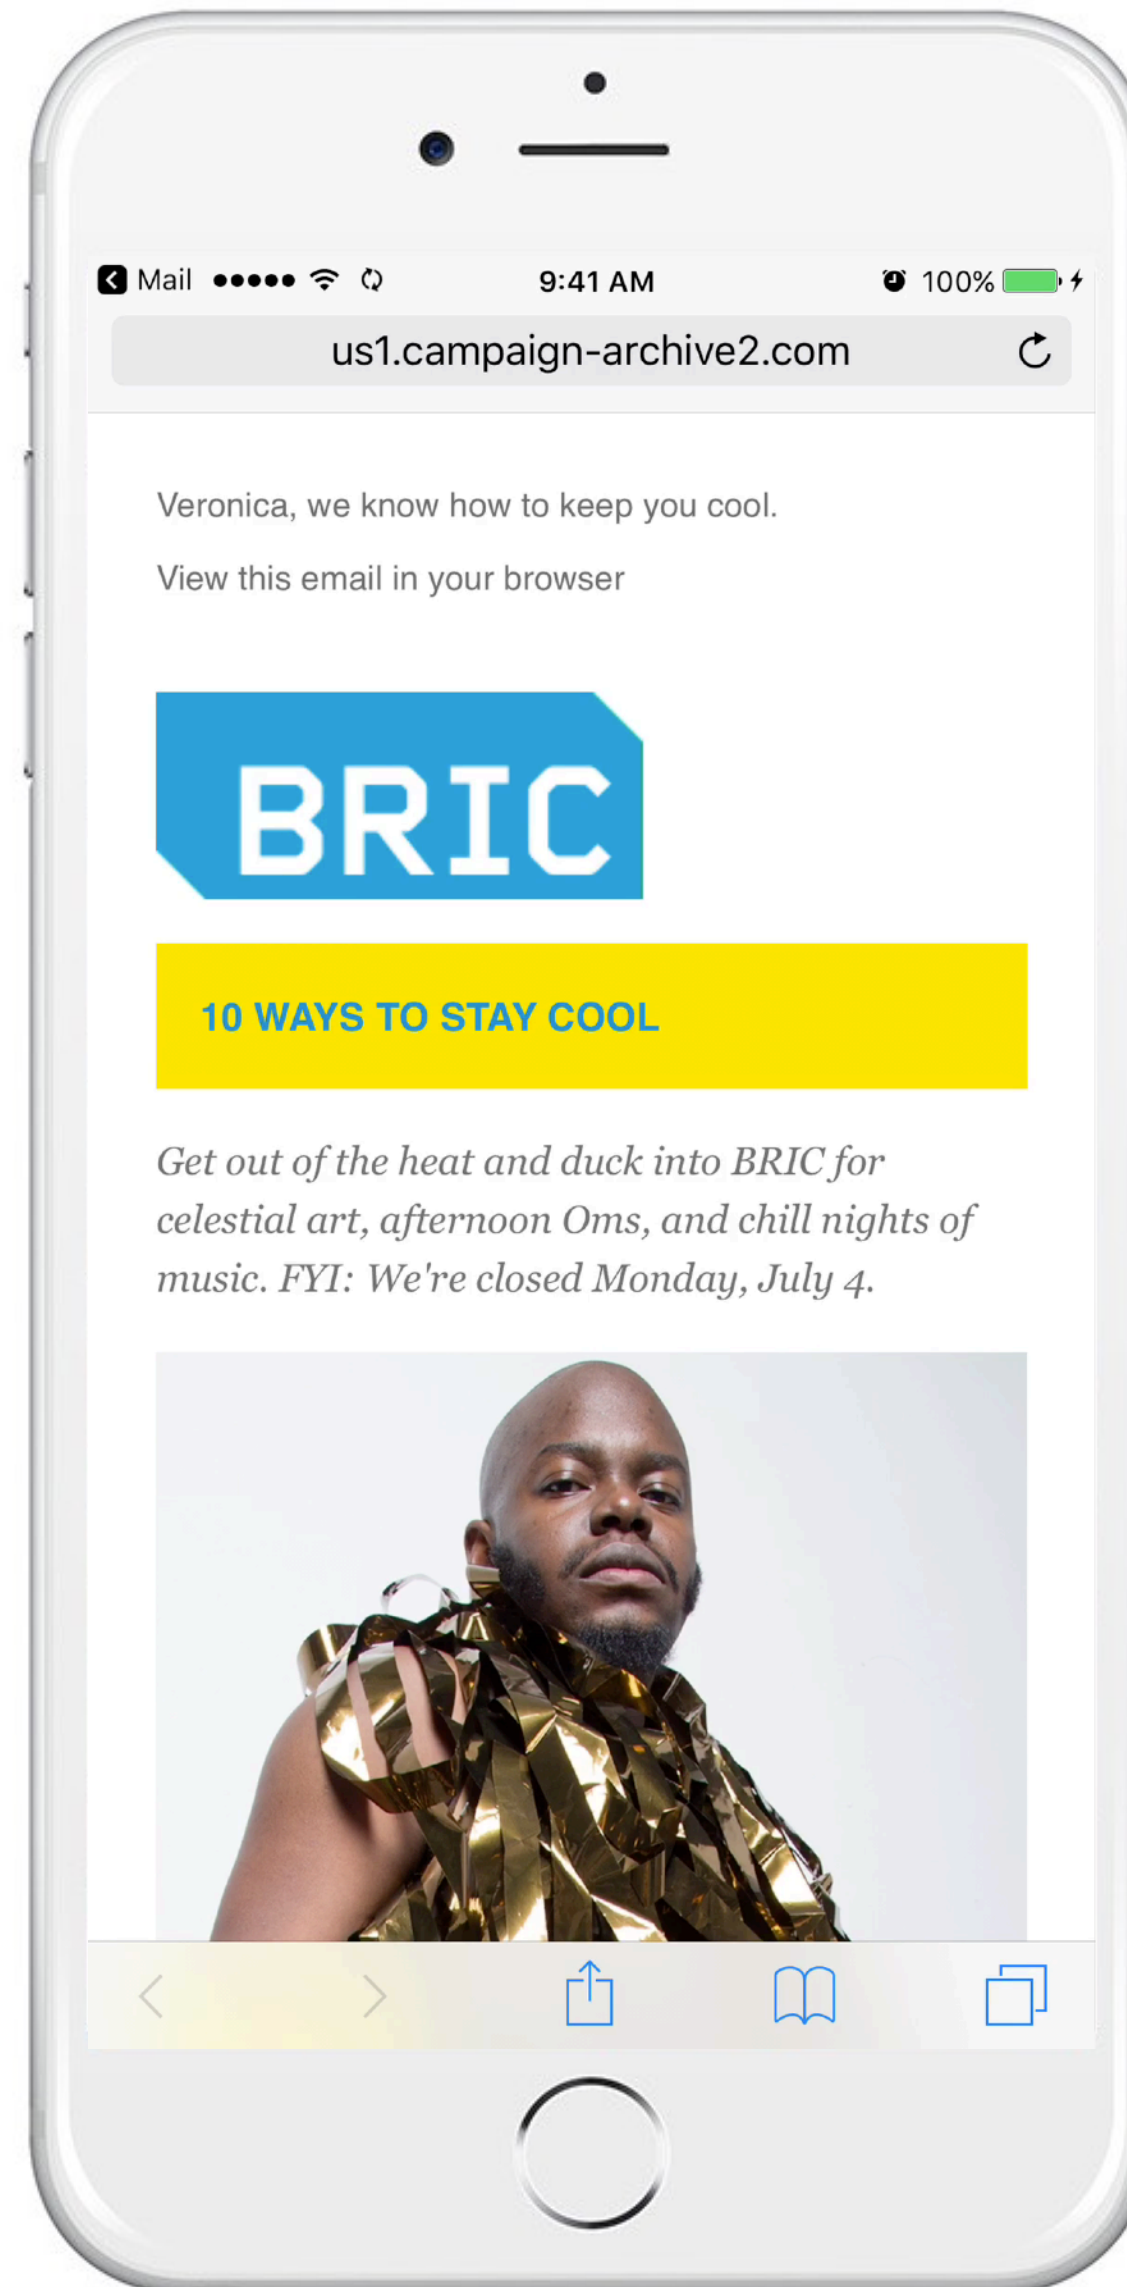 Mail 9:41 AM 100%
us1.campaign-archive2.com
Veronica, we know how to keep you cool.
View this email in your browser
BRIC
10 WAYS TO STAY COOL
Get out of the heat and duck into BRIC for
celestial art, afternoon Oms, and chill nights of
music. FYI: We're closed Monday, July 4.